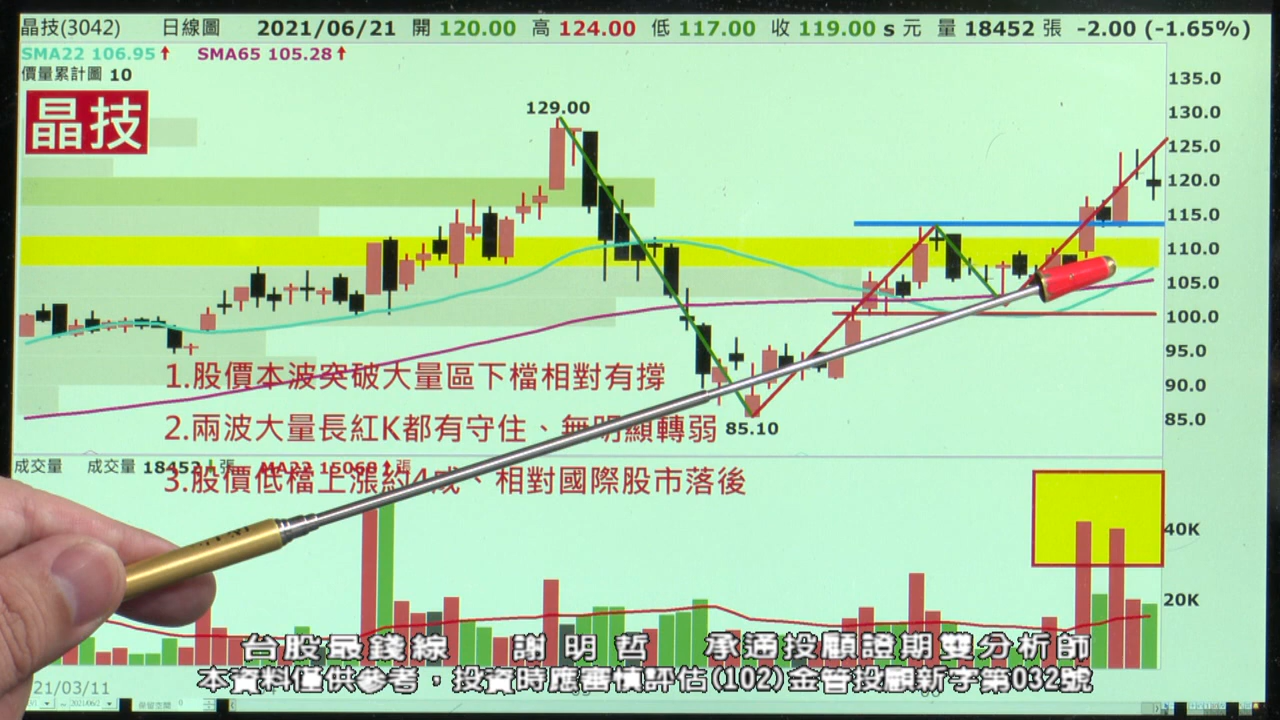 晶技(3042) 日線圖 2021/06/21 開 120.00 高 124.00 低 117.00 收 119.00 s 元 量 18452 張 -2.00 (-1.65%)
SMA22 106.95 SMA65 105.28
價量累計圖 10
晶技
129.00
135.0
130.0
125.0
120.0
115.0
110.0
105.0
100.0
95.0
90.0
85.0
1.股價本波突破大量區下檔相對有撐
2.兩波大量長紅K都有守住、無明顯轉弱
85.10
成交量 成交量 18452 張 MA22 15068 張
3.股價低檔上漲約4成、相對國際股市落後
40K
20K
台股最錢線 謝明哲 承通投顧證期雙分析師
本資料僅供參考，投資時應審慎評估(102)金管投顧新字第032號
21/03/11